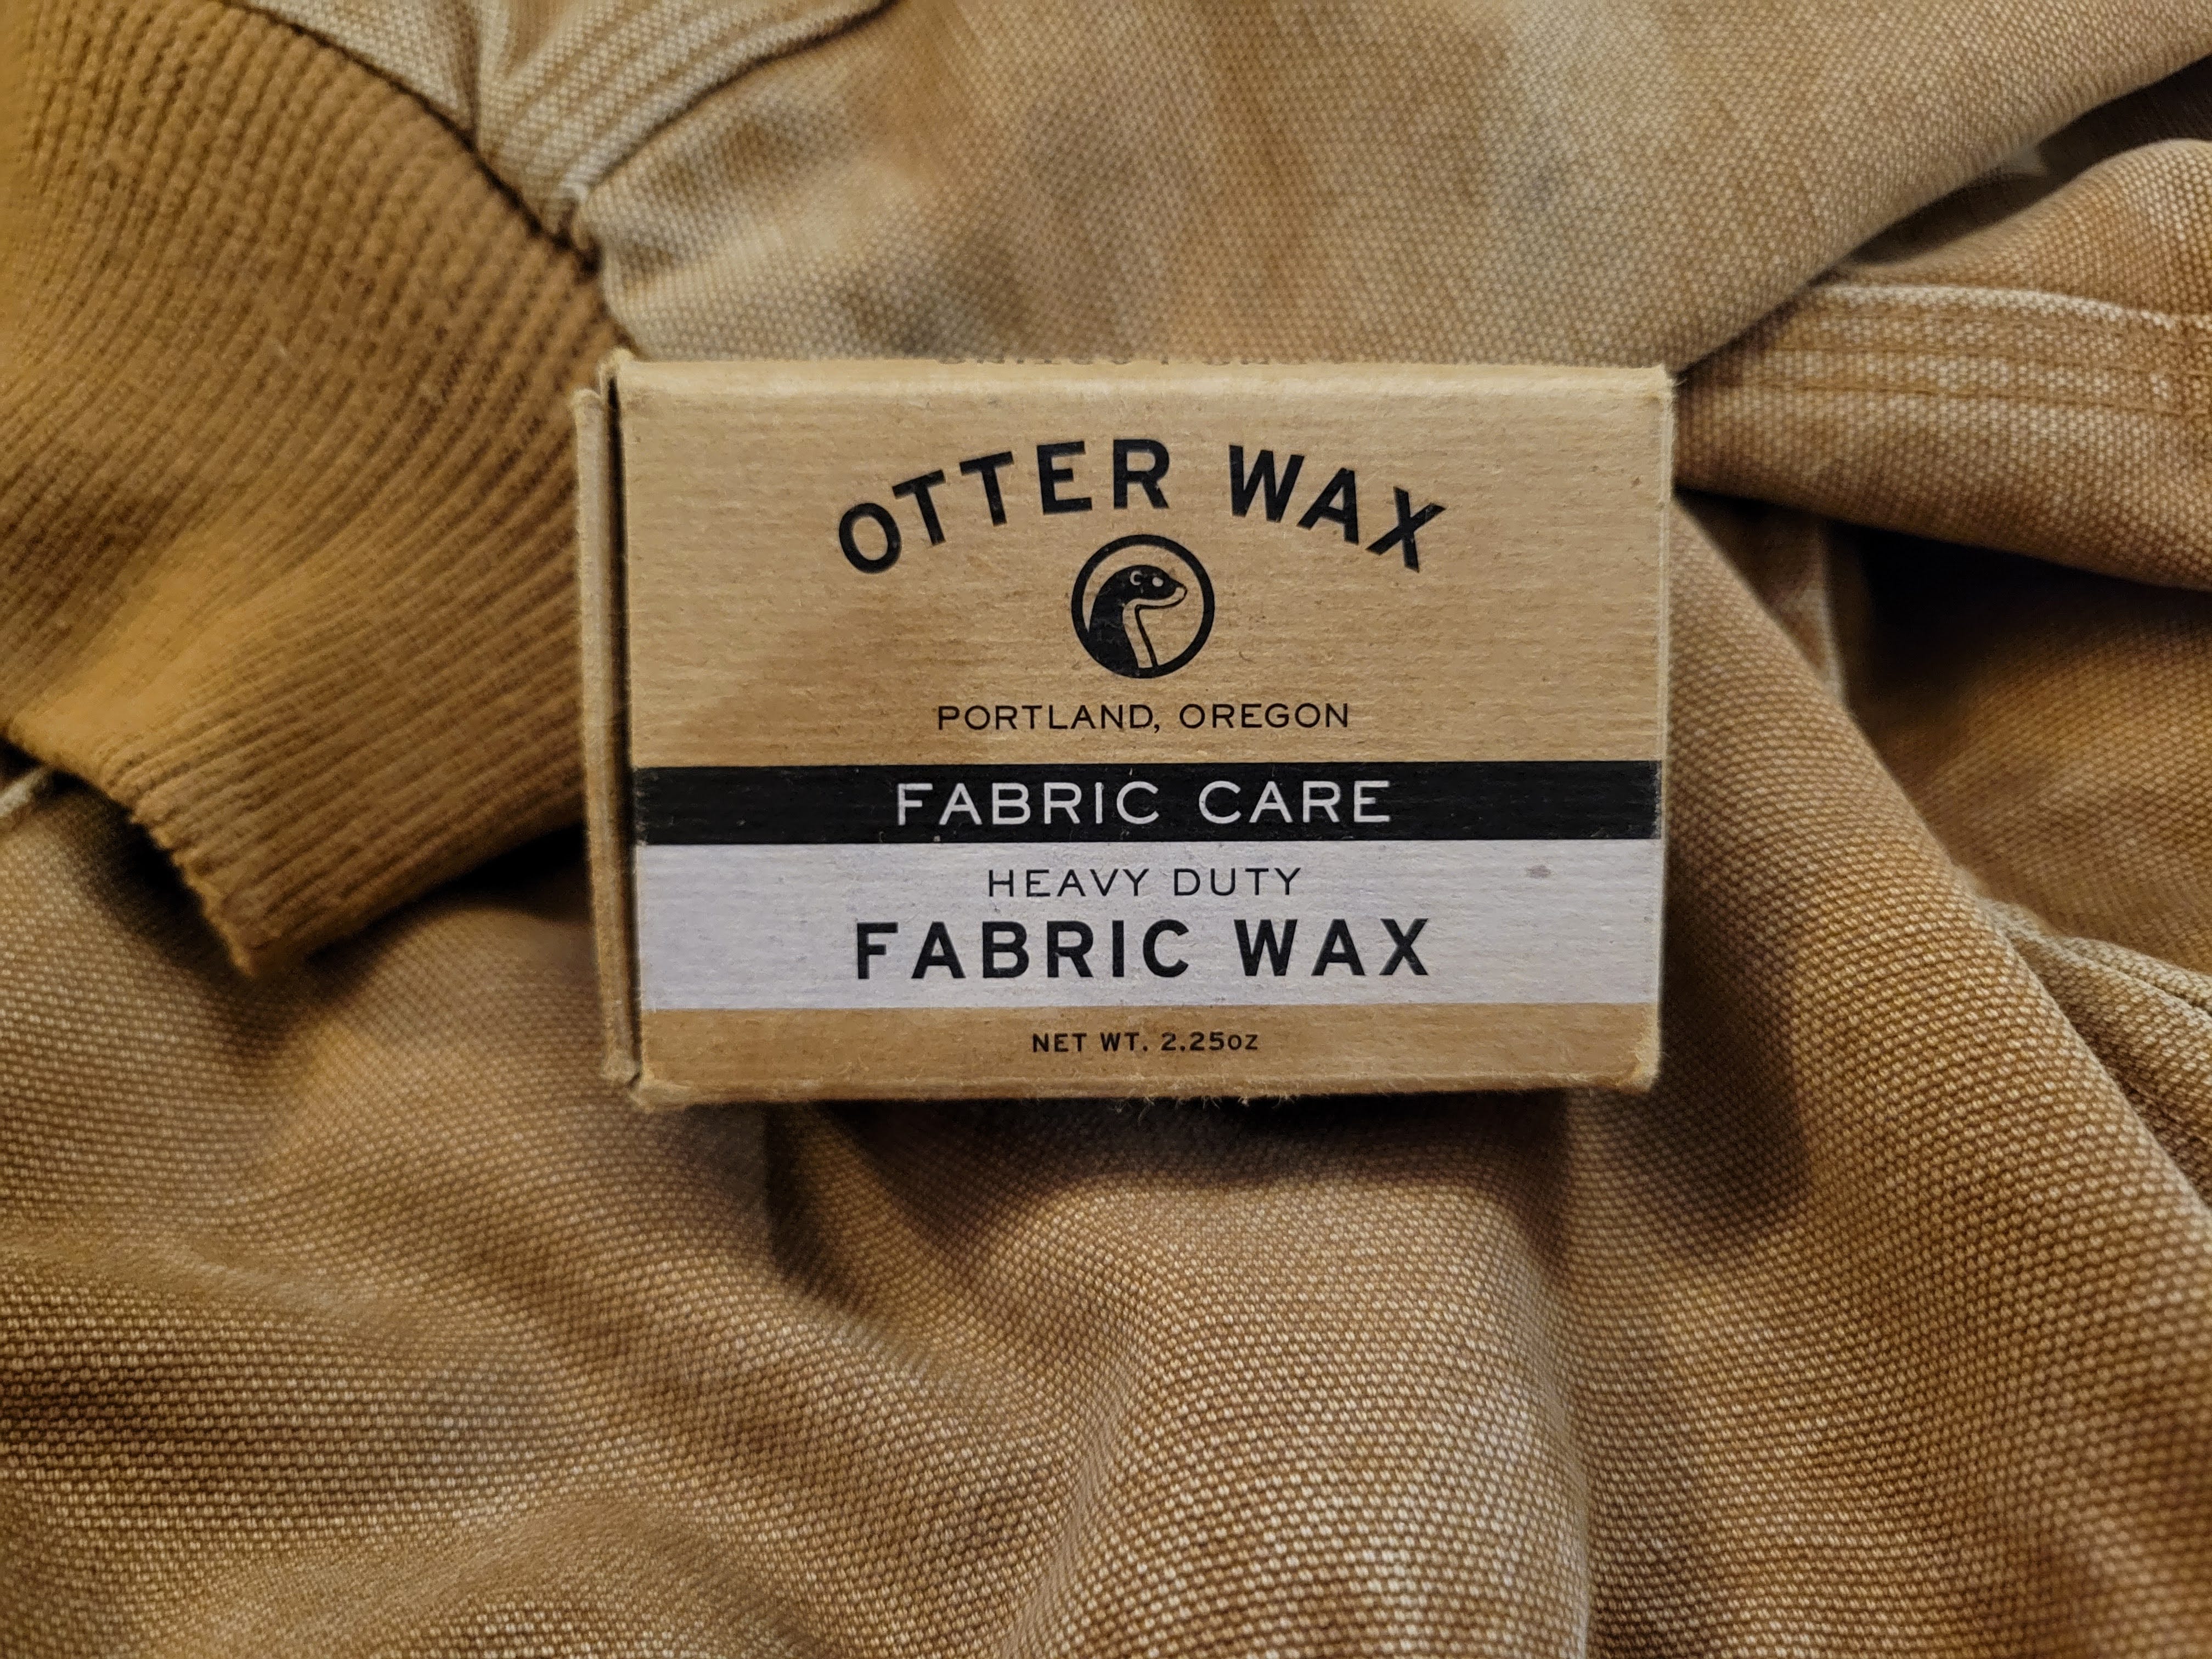 OTTER WAX
PORTLAND, OREGON
FABRIC CARE
HEAVY DUTY
FABRIC WAX
NET WT. 2.25oz